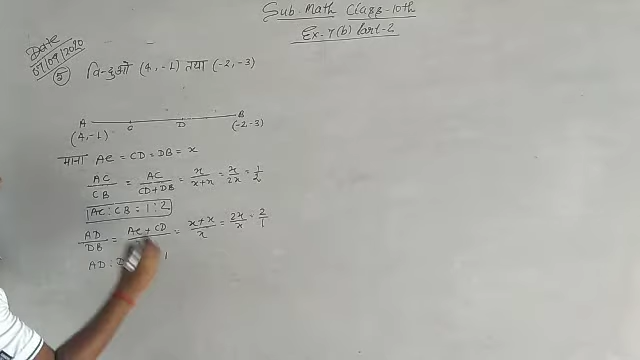 Sub-Math Class-10th
Ex-7(b) Part-2
Date
07/09/2020
(5) बिन्दुओ (4, -1) तथा (-2, -3)
A C D B
(4, -1) (-2, -3)
माना AC = CD = DB = x
AC/CB = AC/CD+DB = x/x+x = x/2x = 1/2
AC : CB = 1 : 2
AD/DB = AC+CD = x+x/x = 2x/x = 2/1
AD : D 1